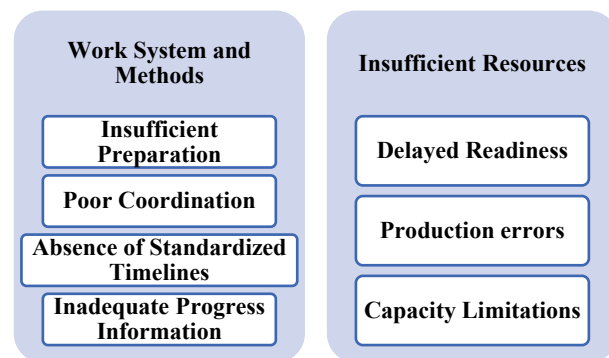 Work System and
Methods
Insufficient
Preparation
Poor Coordination
Absence of Standardized
Timelines
Inadequate Progress
Information
Insufficient Resources
Delayed Readiness
Production errors
Capacity Limitations